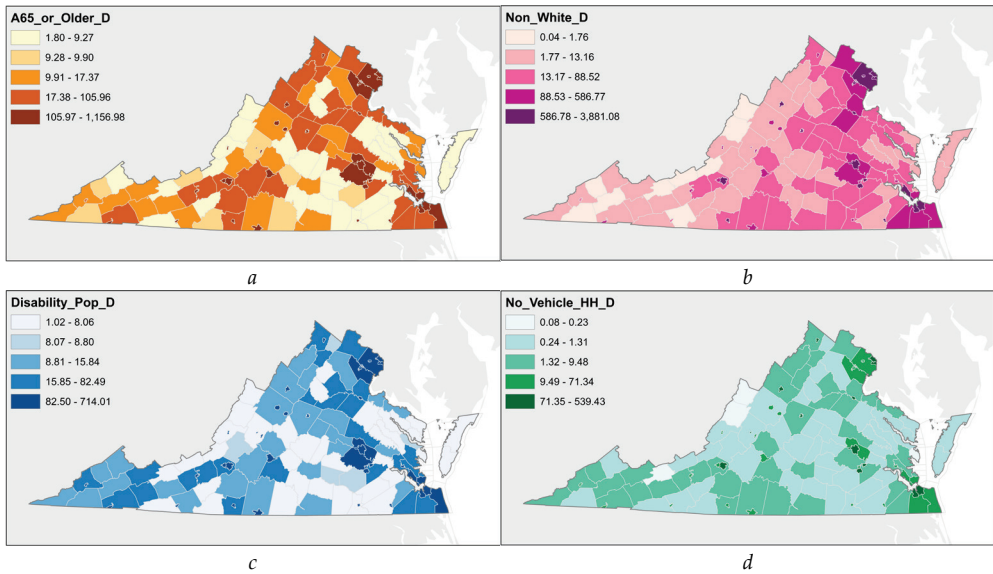 A65_or_Older_D
1.80 - 9.27
9.28 - 9.90
9.91 - 17.37
17.38 - 105.96
105.97 - 1,156.98
a
Non_White_D
0.04 - 1.76
1.77 - 13.16
13.17 - 88.52
88.53 - 586.77
586.78 - 3,881.08
b
Disability_Pop_D
1.02 - 8.06
8.07 - 8.80
8.81 - 15.84
15.85 - 82.49
82.50 - 714.01
c
No_Vehicle_HH_D
0.08 - 0.23
0.24 - 1.31
1.32 - 9.48
9.49 - 71.34
71.35 - 539.43
d